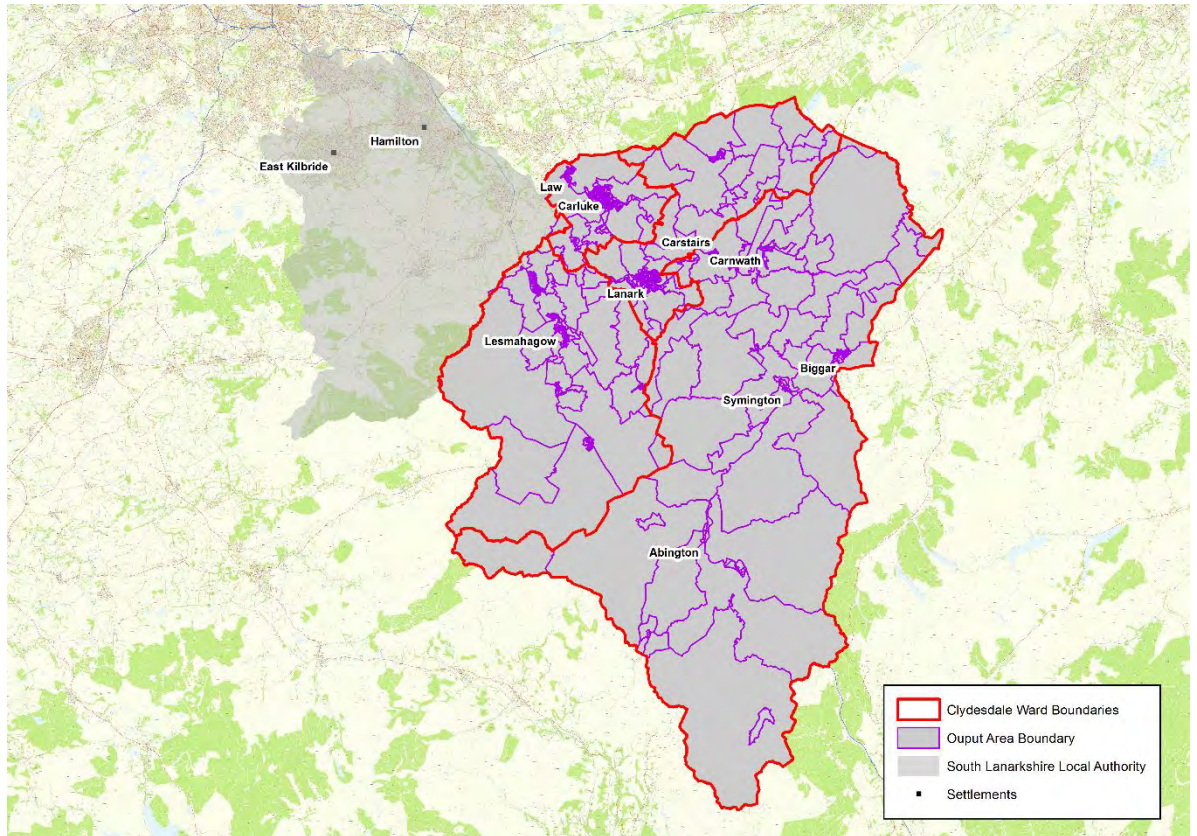 Hamilton
East Kilbride
Law
Carluke
Carstairs
Carnwath
Lanark
Lesmahagow
Biggar
Symington
Abington
Clydesdale Ward Boundaries
Ouput Area Boundary
South Lanarkshire Local Authority
Settlements